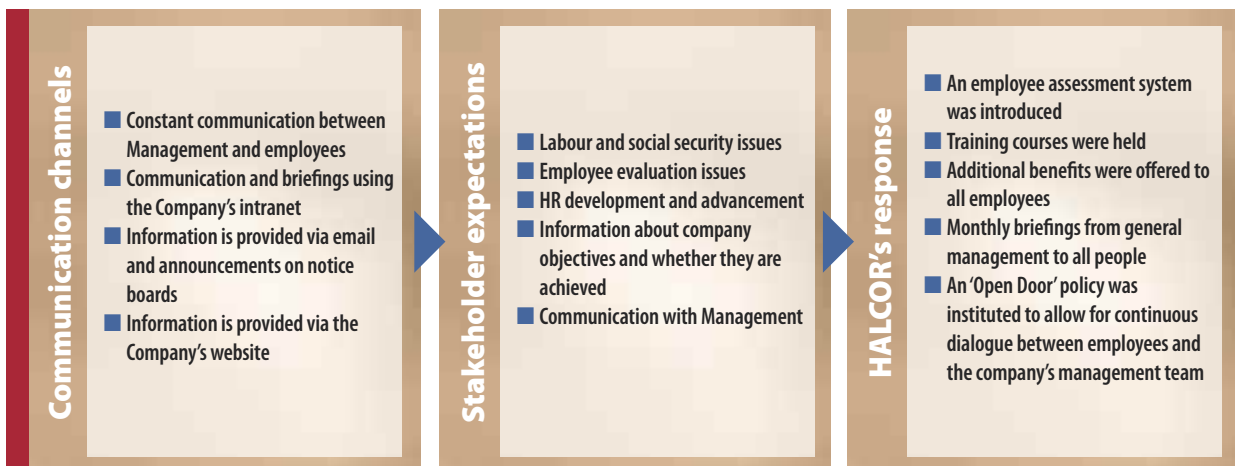 Communication channels
■ Constant communication between
Management and employees
■ Communication and briefings using
the Company's intranet
■ Information is provided via email
and announcements on notice
boards
■ Information is provided via the
Company's website
Stakeholder expectations
■ Labour and social security issues
■ Employee evaluation issues
■ HR development and advancement
■ Information about company
objectives and whether they are
achieved
■ Communication with Management
HALCOR's response
■ An employee assessment system
was introduced
■ Training courses were held
■ Additional benefits were offered to
all employees
■ Monthly briefings from general
management to all people
■ An 'Open Door' policy was
instituted to allow for continuous
dialogue between employees and
the company's management team